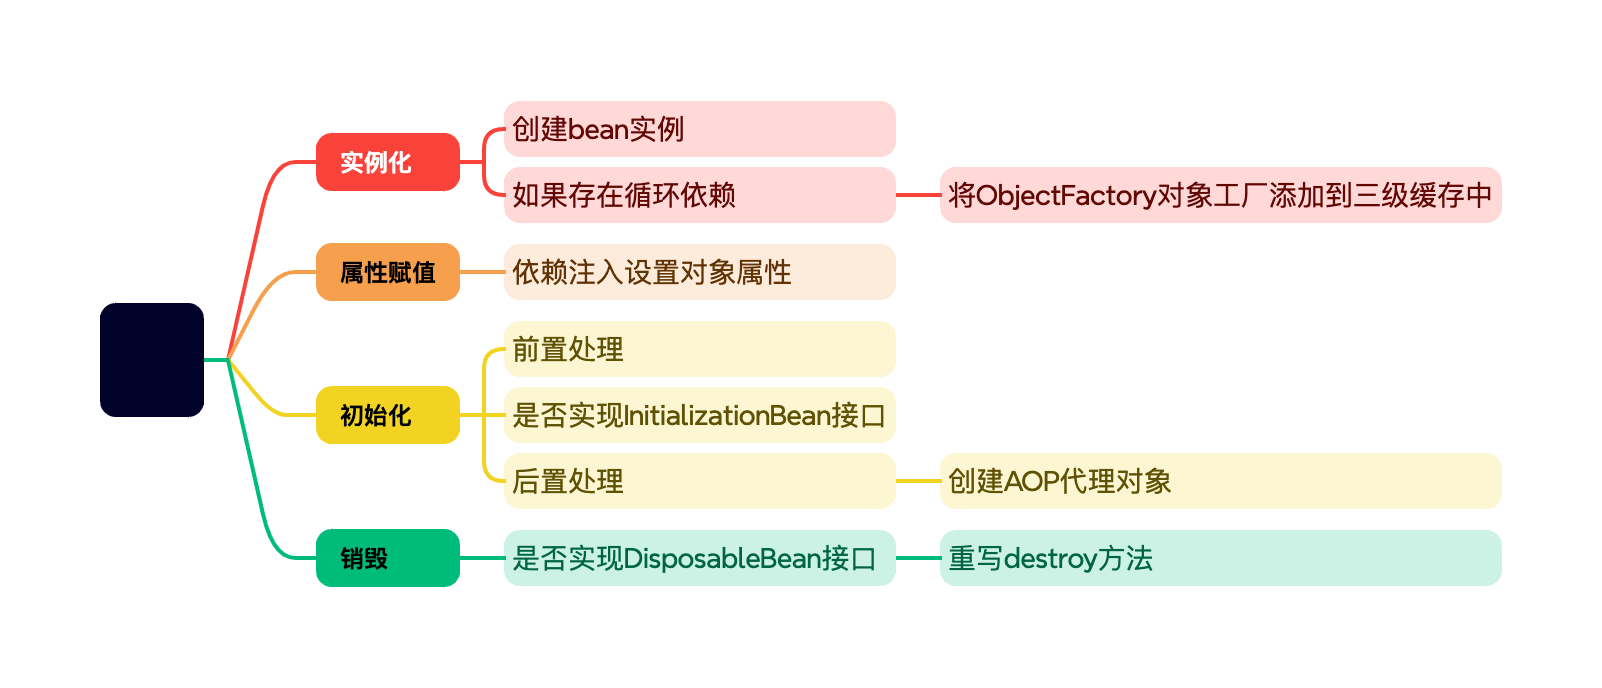 实例化
创建bean实例
如果存在循环依赖
将ObjectFactory对象工厂添加到三级缓存中
属性赋值
依赖注入设置对象属性
初始化
前置处理
是否实现InitializationBean接口
后置处理
创建AOP代理对象
销毁
是否实现DisposableBean接口
重写destroy方法